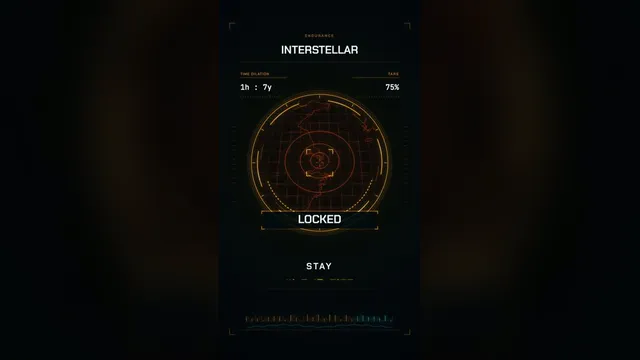 ENDURANCE
INTERSTELLAR
TIME DILATION
TARS
1h : 7y
75%
LOCKED
STAY